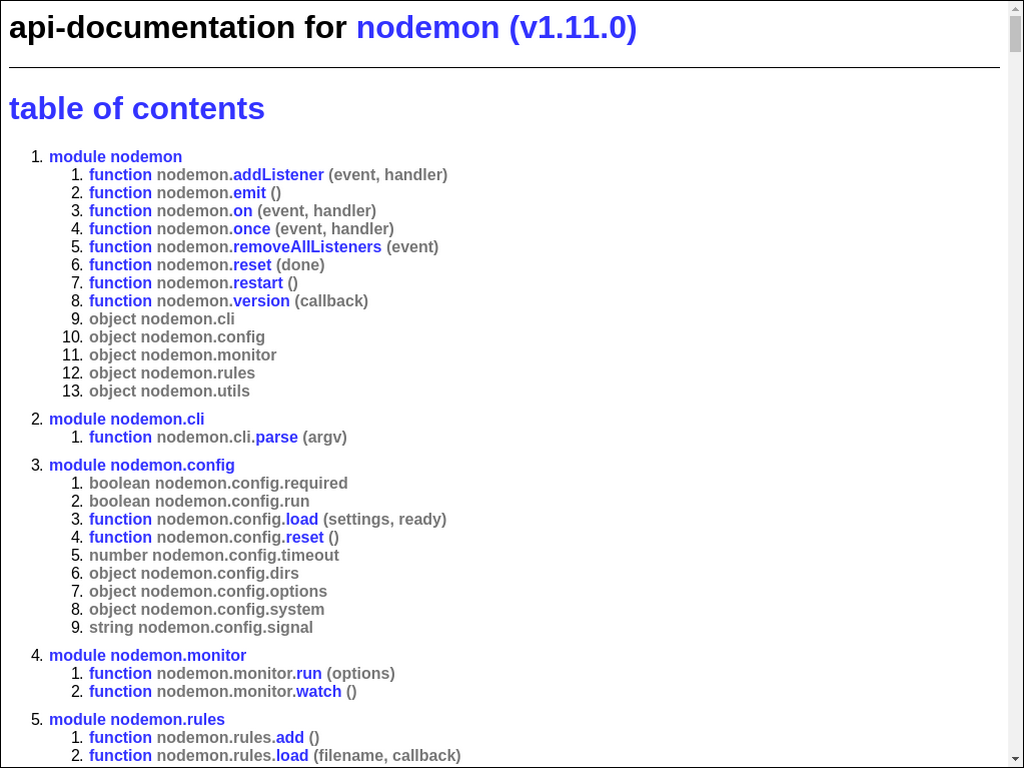 api-documentation for nodemon (v1.11.0)
table of contents
1. module nodemon
1. function nodemon.addListener (event, handler)
2. function nodemon.emit ()
3. function nodemon.on (event, handler)
4. function nodemon.once (event, handler)
5. function nodemon.removeAllListeners (event)
6. function nodemon.reset (done)
7. function nodemon.restart ()
8. function nodemon.version (callback)
9. object nodemon.cli
10. object nodemon.config
11. object nodemon.monitor
12. object nodemon.rules
13. object nodemon.utils
2. module nodemon.cli
1. function nodemon.cli.parse (argv)
3. module nodemon.config
1. boolean nodemon.config.required
2. boolean nodemon.config.run
3. function nodemon.config.load (settings, ready)
4. function nodemon.config.reset ()
5. number nodemon.config.timeout
6. object nodemon.config.dirs
7. object nodemon.config.options
8. object nodemon.config.system
9. string nodemon.config.signal
4. module nodemon.monitor
1. function nodemon.monitor.run (options)
2. function nodemon.monitor.watch ()
5. module nodemon.rules
1. function nodemon.rules.add ()
2. function nodemon.rules.load (filename, callback)